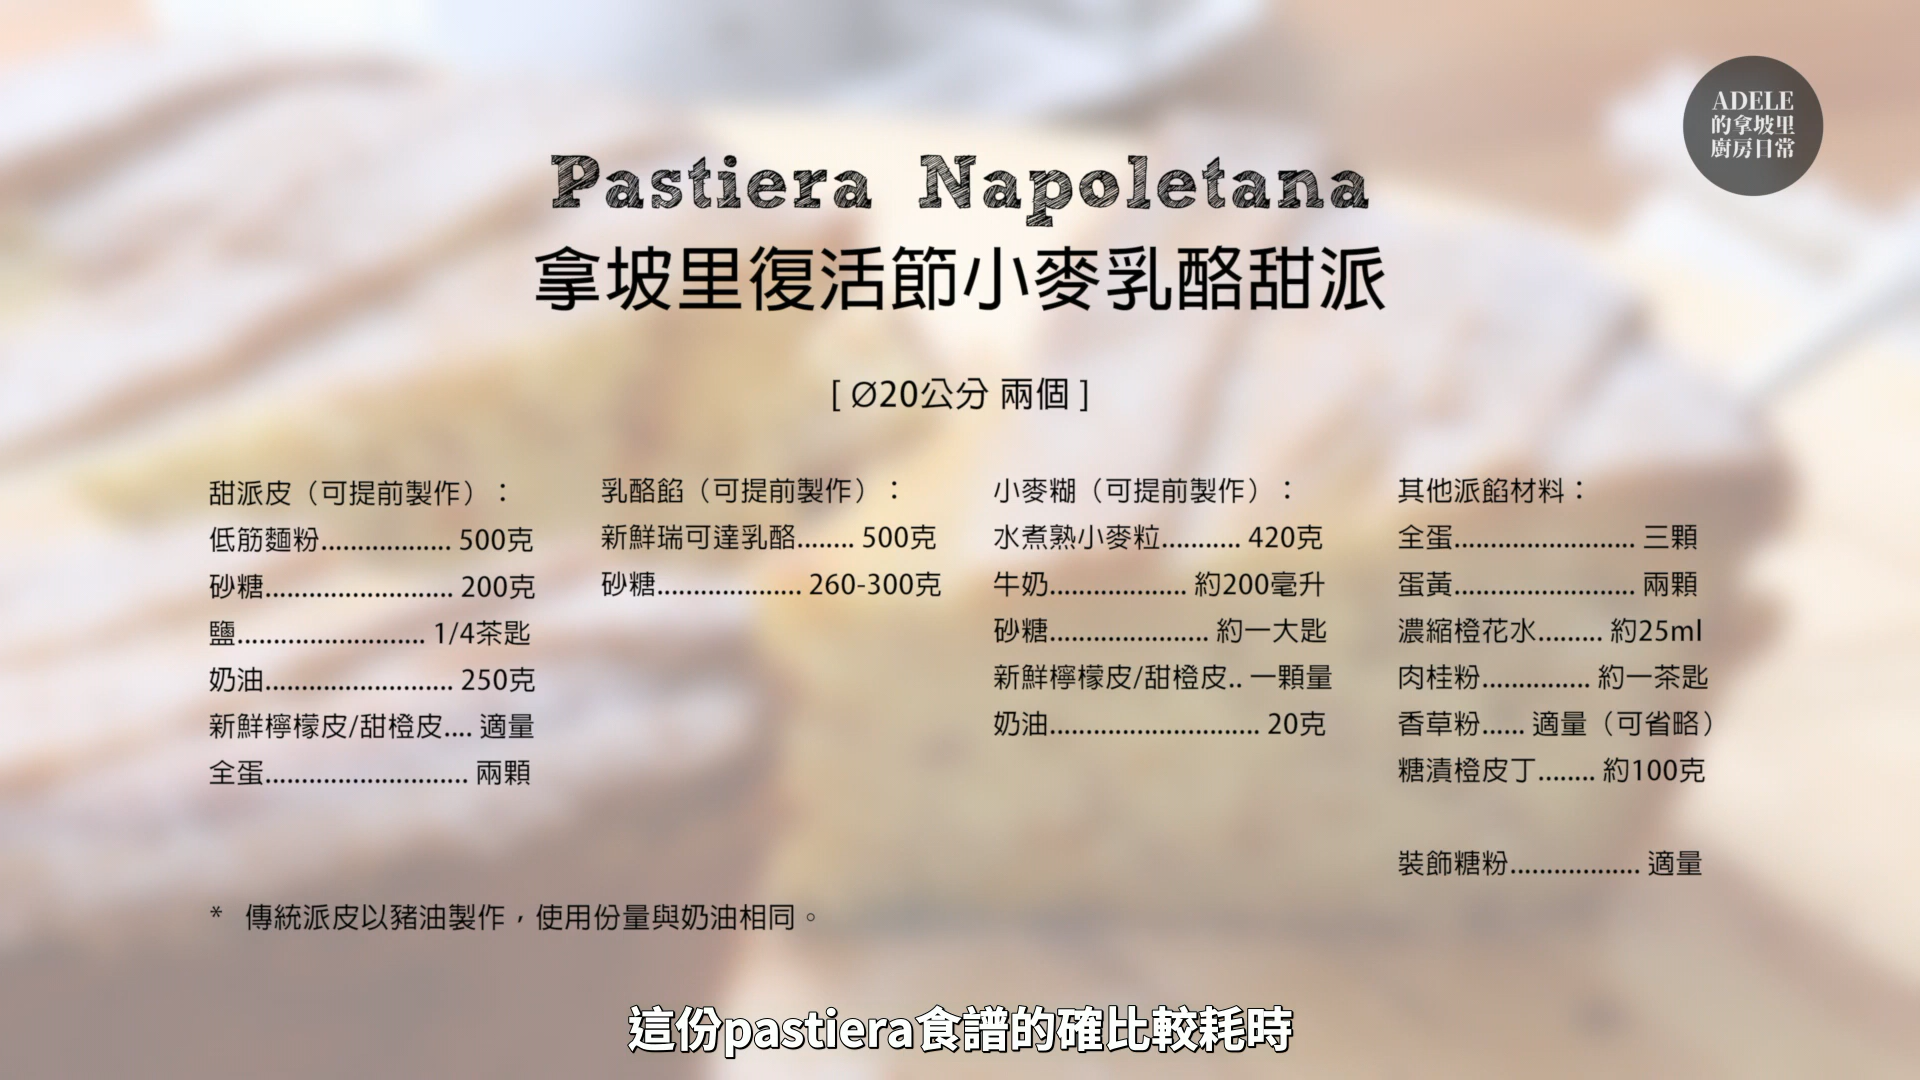 ADELE
的拿坡里
廚房日常
Pastiera Napoletana
拿坡里復活節小麥乳酪甜派
[ Ø20公分 兩個 ]
甜派皮（可提前製作）：
低筋麵粉.................. 500克
砂糖.......................... 200克
鹽.......................... 1/4茶匙
奶油.......................... 250克
新鮮檸檬皮/甜橙皮.... 適量
全蛋............................ 兩顆
乳酪餡（可提前製作）：
新鮮瑞可達乳酪........ 500克
砂糖.................... 260-300克
小麥糊（可提前製作）：
水煮熟小麥粒........... 420克
牛奶................... 約200毫升
砂糖...................... 約一大匙
新鮮檸檬皮/甜橙皮.. 一顆量
奶油............................. 20克
其他派餡材料：
全蛋......................... 三顆
蛋黃......................... 兩顆
濃縮橙花水......... 約25ml
肉桂粉............... 約一茶匙
香草粉...... 適量（可省略）
糖漬橙皮丁........ 約100克
裝飾糖粉.................. 適量
* 傳統派皮以豬油製作，使用份量與奶油相同。
這份pastiera食譜的確比較耗時